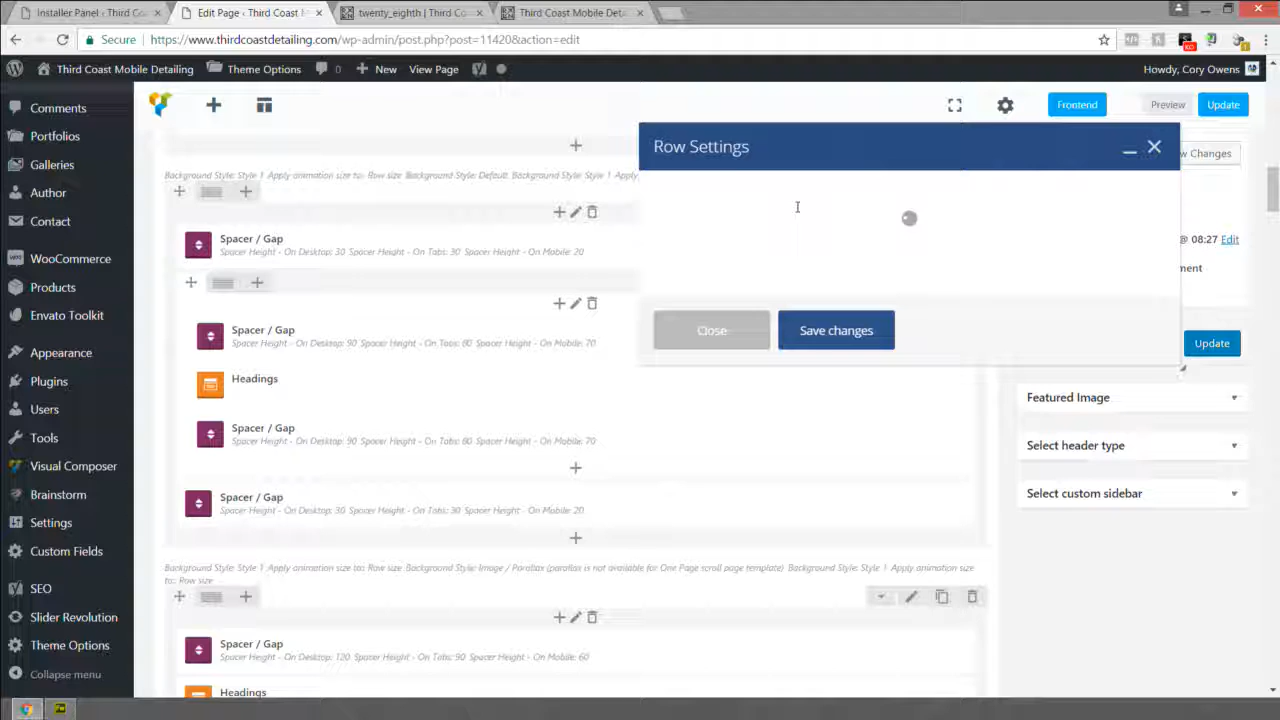 Installer Panel ‹ Third Co
Edit Page ‹ Third Coast M
twenty_eighth | Third Co
Third Coast Mobile Det
Secure https://www.thirdcoastdetailing.com/wp-admin/post.php?post=11420&action=edit
Third Coast Mobile Detailing Theme Options 0 New View Page Howdy, Cory Owens
Comments
Portfolios
Galleries
Author
Contact
WooCommerce
Products
Envato Toolkit
Appearance
Plugins
Users
Tools
Visual Composer
Brainstorm
Settings
Custom Fields
SEO
Slider Revolution
Theme Options
Collapse menu
Frontend Preview Update
Background Style: Style 1 Apply animation size to: Row size Background Style: Default Background Style: Style 1 Apply
Spacer / Gap
Spacer Height - On Desktop: 30 Spacer Height - On Tabs: 30 Spacer Height - On Mobile: 20
Spacer / Gap
Spacer Height - On Desktop: 90 Spacer Height - On Tabs: 80 Spacer Height - On Mobile: 70
Headings
Spacer / Gap
Spacer Height - On Desktop: 90 Spacer Height - On Tabs: 80 Spacer Height - On Mobile: 70
Spacer / Gap
Spacer Height - On Desktop: 30 Spacer Height - On Tabs: 30 Spacer Height - On Mobile: 20
Background Style: Style 1 Apply animation size to: Row size Background Style: Image / Parallax (parallax is not available for One Page scroll page template) Background Style: Style 1 Apply animation size
to: Row size
Spacer / Gap
Spacer Height - On Desktop: 120 Spacer Height - On Tabs: 90 Spacer Height - On Mobile: 60
Headings
Row Settings
Close Save changes
w Changes
@ 08:27 Edit
ment
Update
Featured Image
Select header type
Select custom sidebar